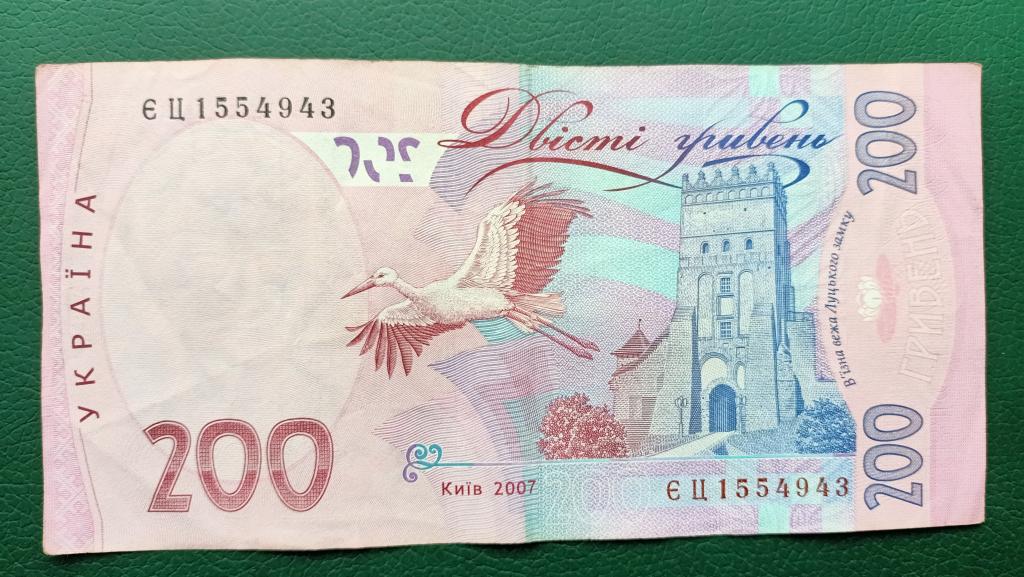 ЄЦ1554943
Двісті гривень
200
УКРАЇНА
В'їзна вежа Луцького замку
ГРИВЕНЬ
200
200
Київ 2007
ЄЦ1554943